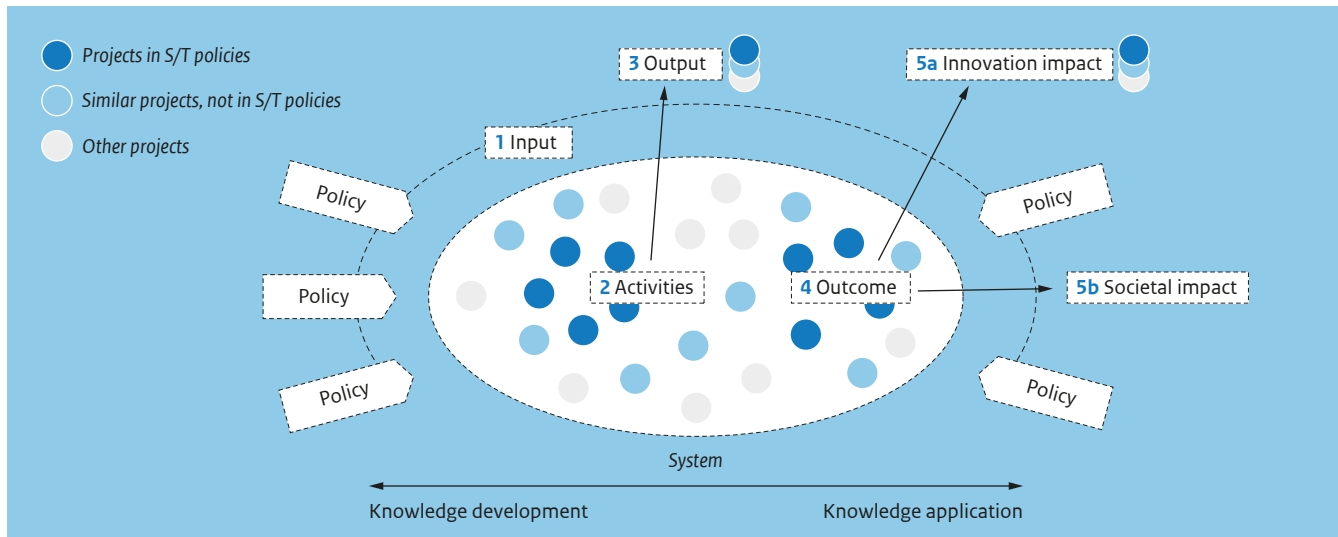 Projects in S/T policies
Similar projects, not in S/T policies
Other projects
3 Output
5a Innovation impact
1 Input
Policy
Policy
Policy
2 Activities
4 Outcome
Policy
5b Societal impact
Policy
System
Knowledge development
Knowledge application